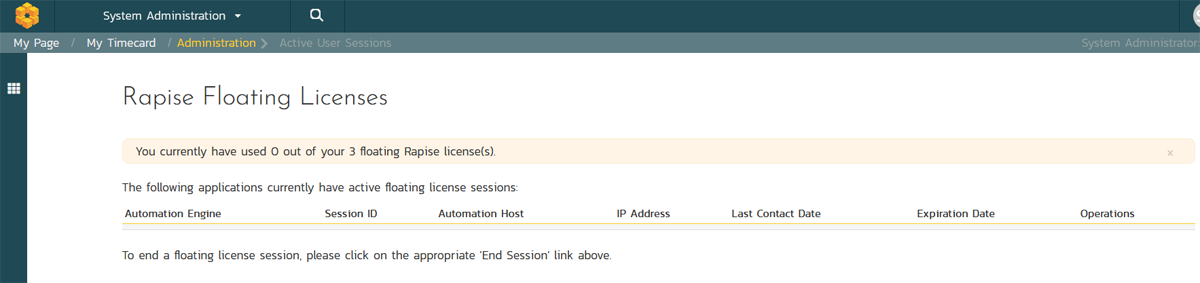 System Administration
My Page / My Timecard / Administration > Active User Sessions System Administrator
Rapise Floating Licenses
You currently have used 0 out of your 3 floating Rapise license(s). ×
The following applications currently have active floating license sessions:
Automation Engine Session ID Automation Host IP Address Last Contact Date Expiration Date Operations
To end a floating license session, please click on the appropriate 'End Session' link above.